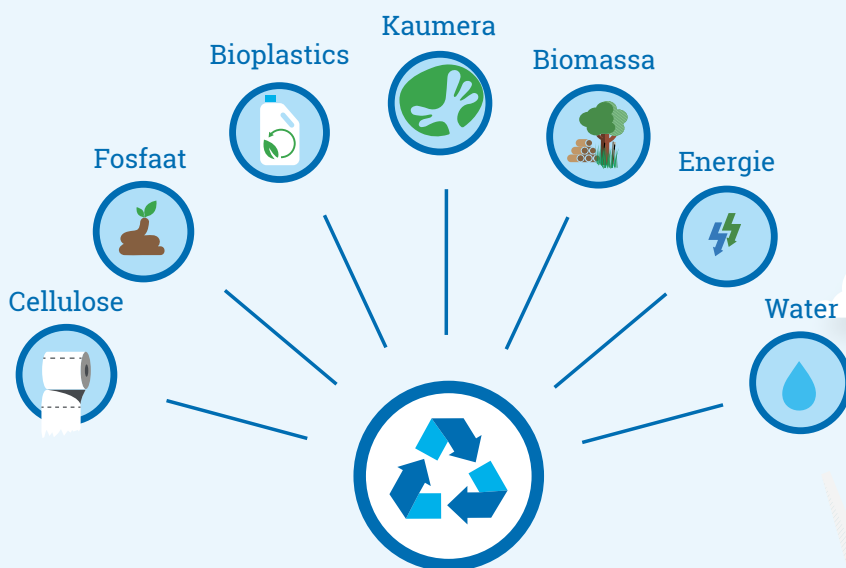 Kaumera
Bioplastics
Biomassa
Fosfaat
Energie
Cellulose
Water